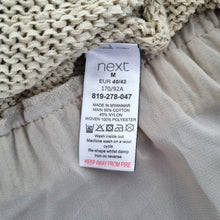 next
M
EUR 40/42
170/92A
819-278-047
MADE IN MYANMAR
MAIN 55% COTTON
45% NYLON
WOVEN 100% POLYESTER
Wash inside out
Machine wash on a wool
cycle
Re-shape whilst damp
Iron on reverse
KEEP AWAY FROM FIRE